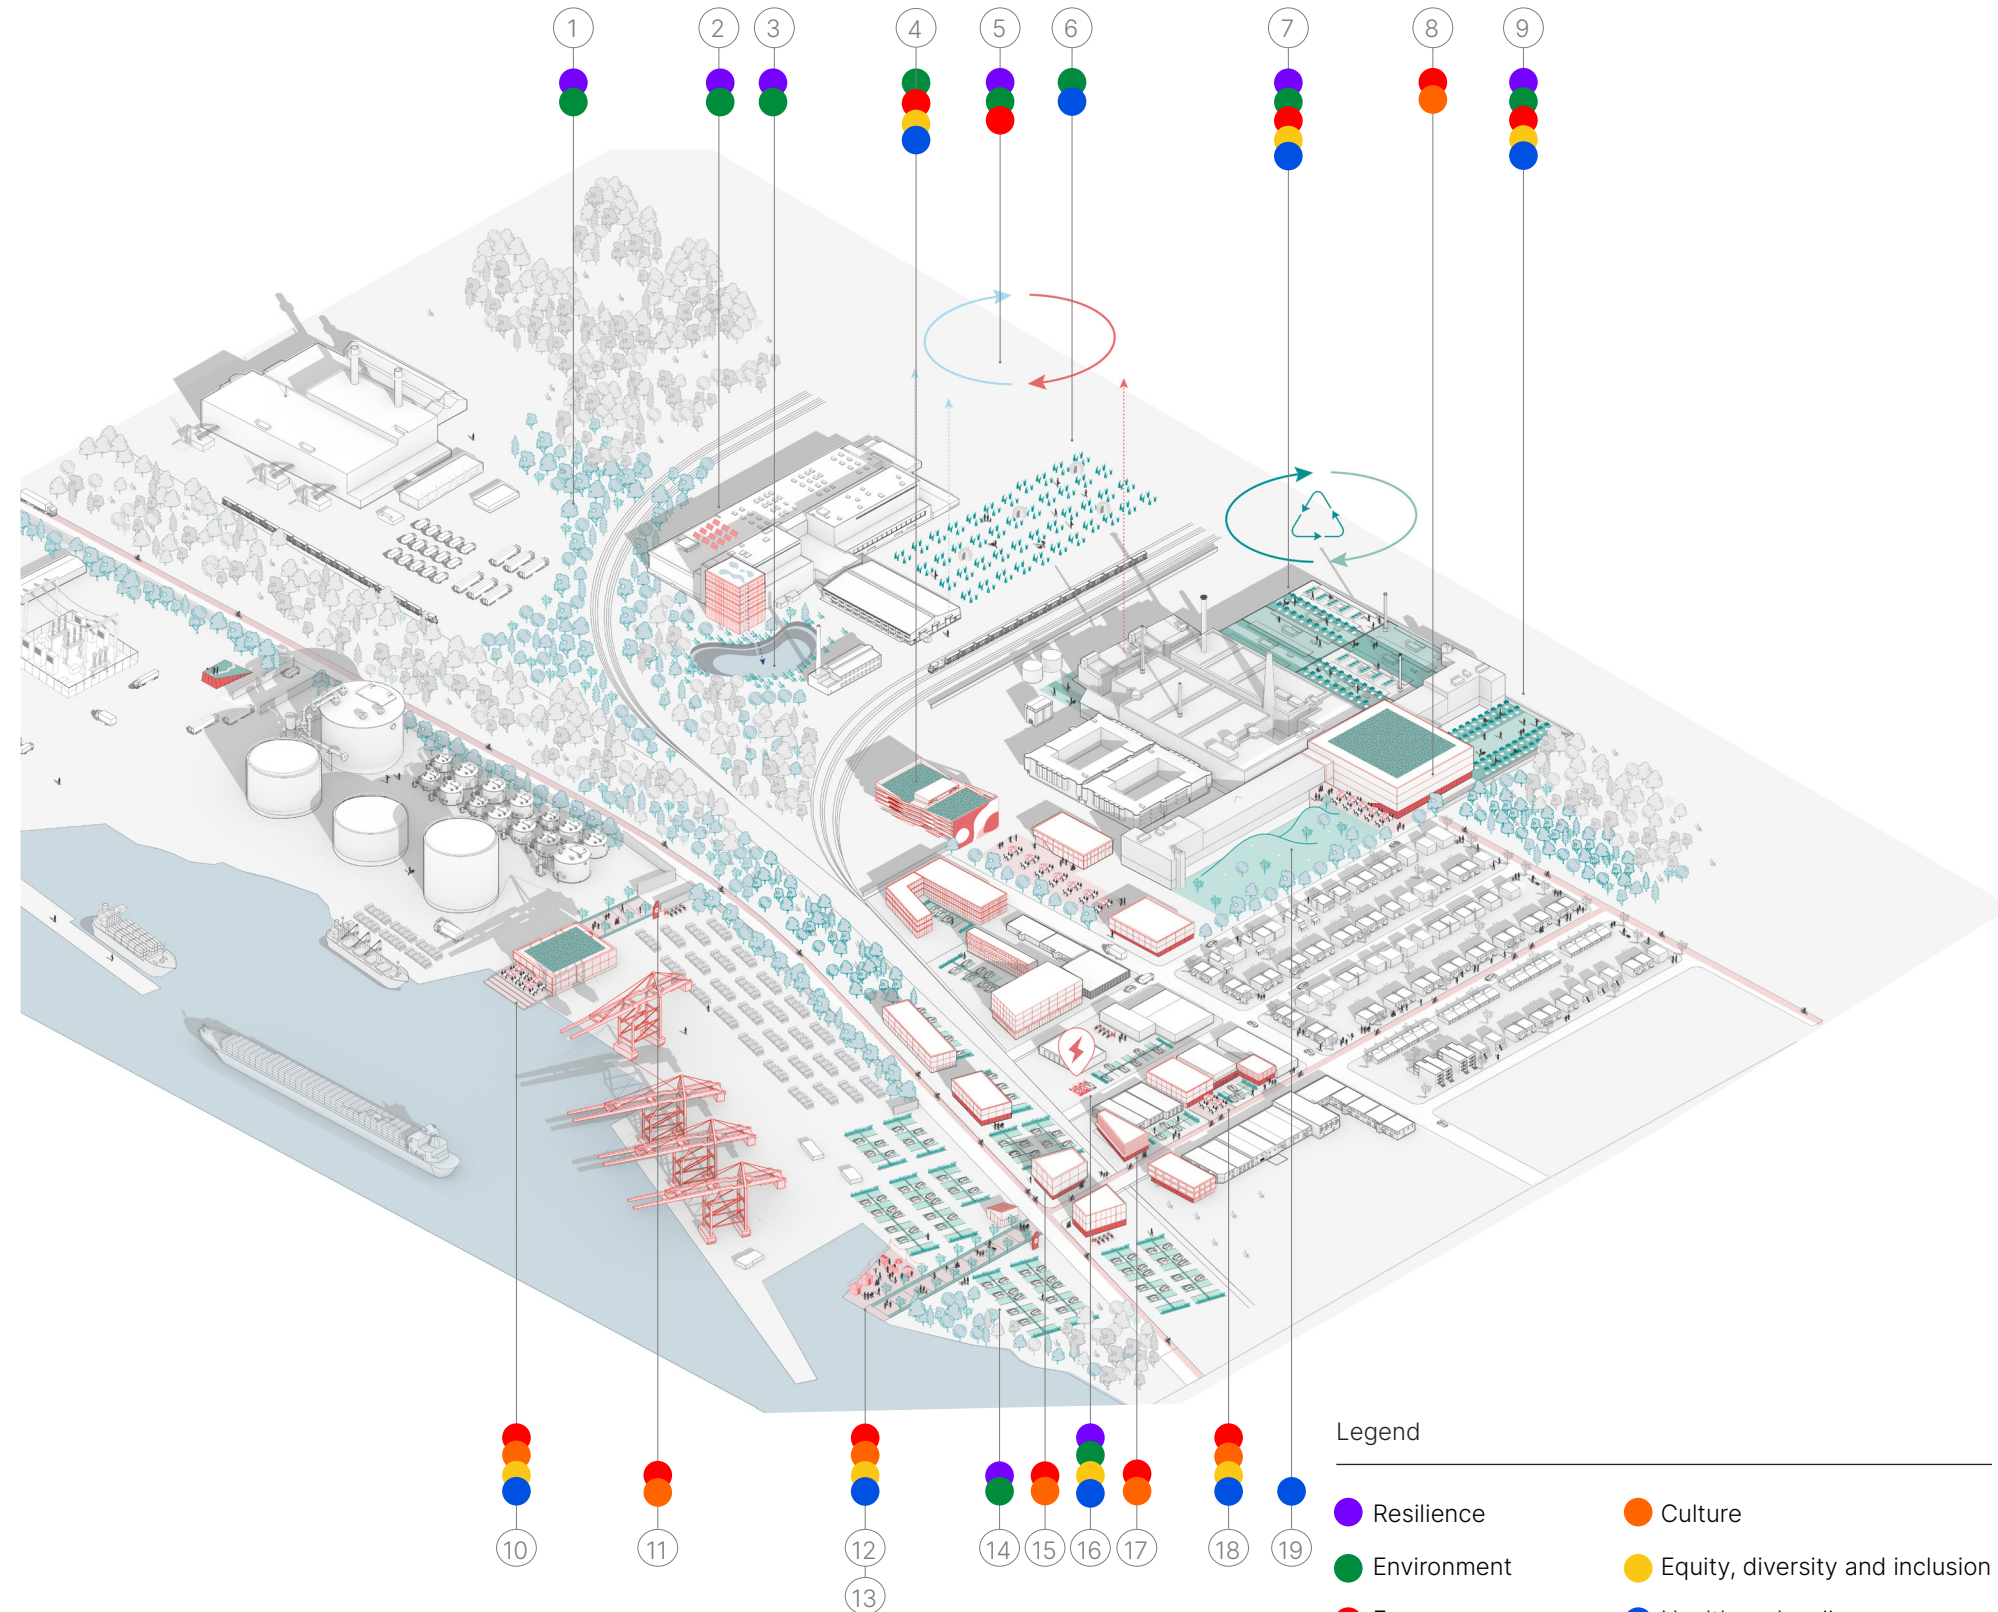 1 2 3 4 5 6 7 8 9
10 11 12 14 15 16 17 18 19
13
Legend
Resilience
Culture
Environment
Equity, diversity and inclusion